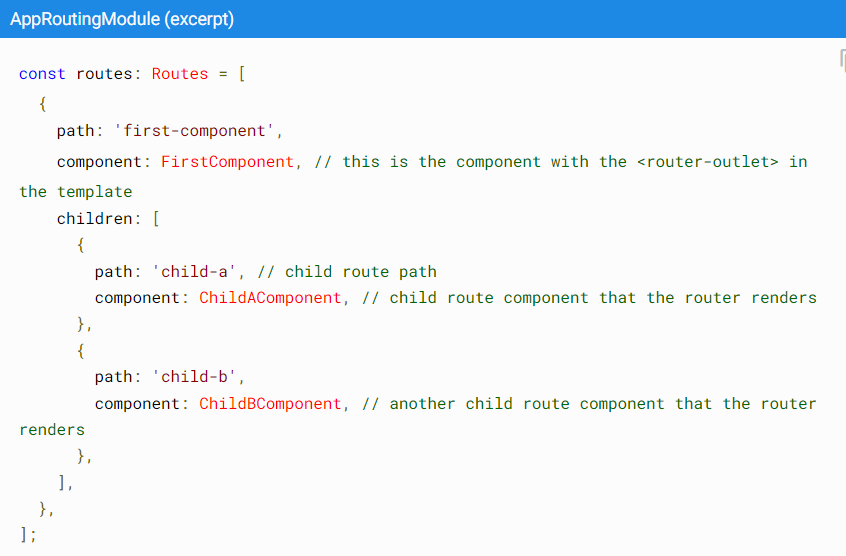 AppRoutingModule (excerpt)
const routes: Routes = [
  {
    path: 'first-component',
    component: FirstComponent, // this is the component with the <router-outlet> in
the template
    children: [
      {
        path: 'child-a', // child route path
        component: ChildAComponent, // child route component that the router renders
      },
      {
        path: 'child-b',
        component: ChildBComponent, // another child route component that the router
renders
      },
    ],
  },
];